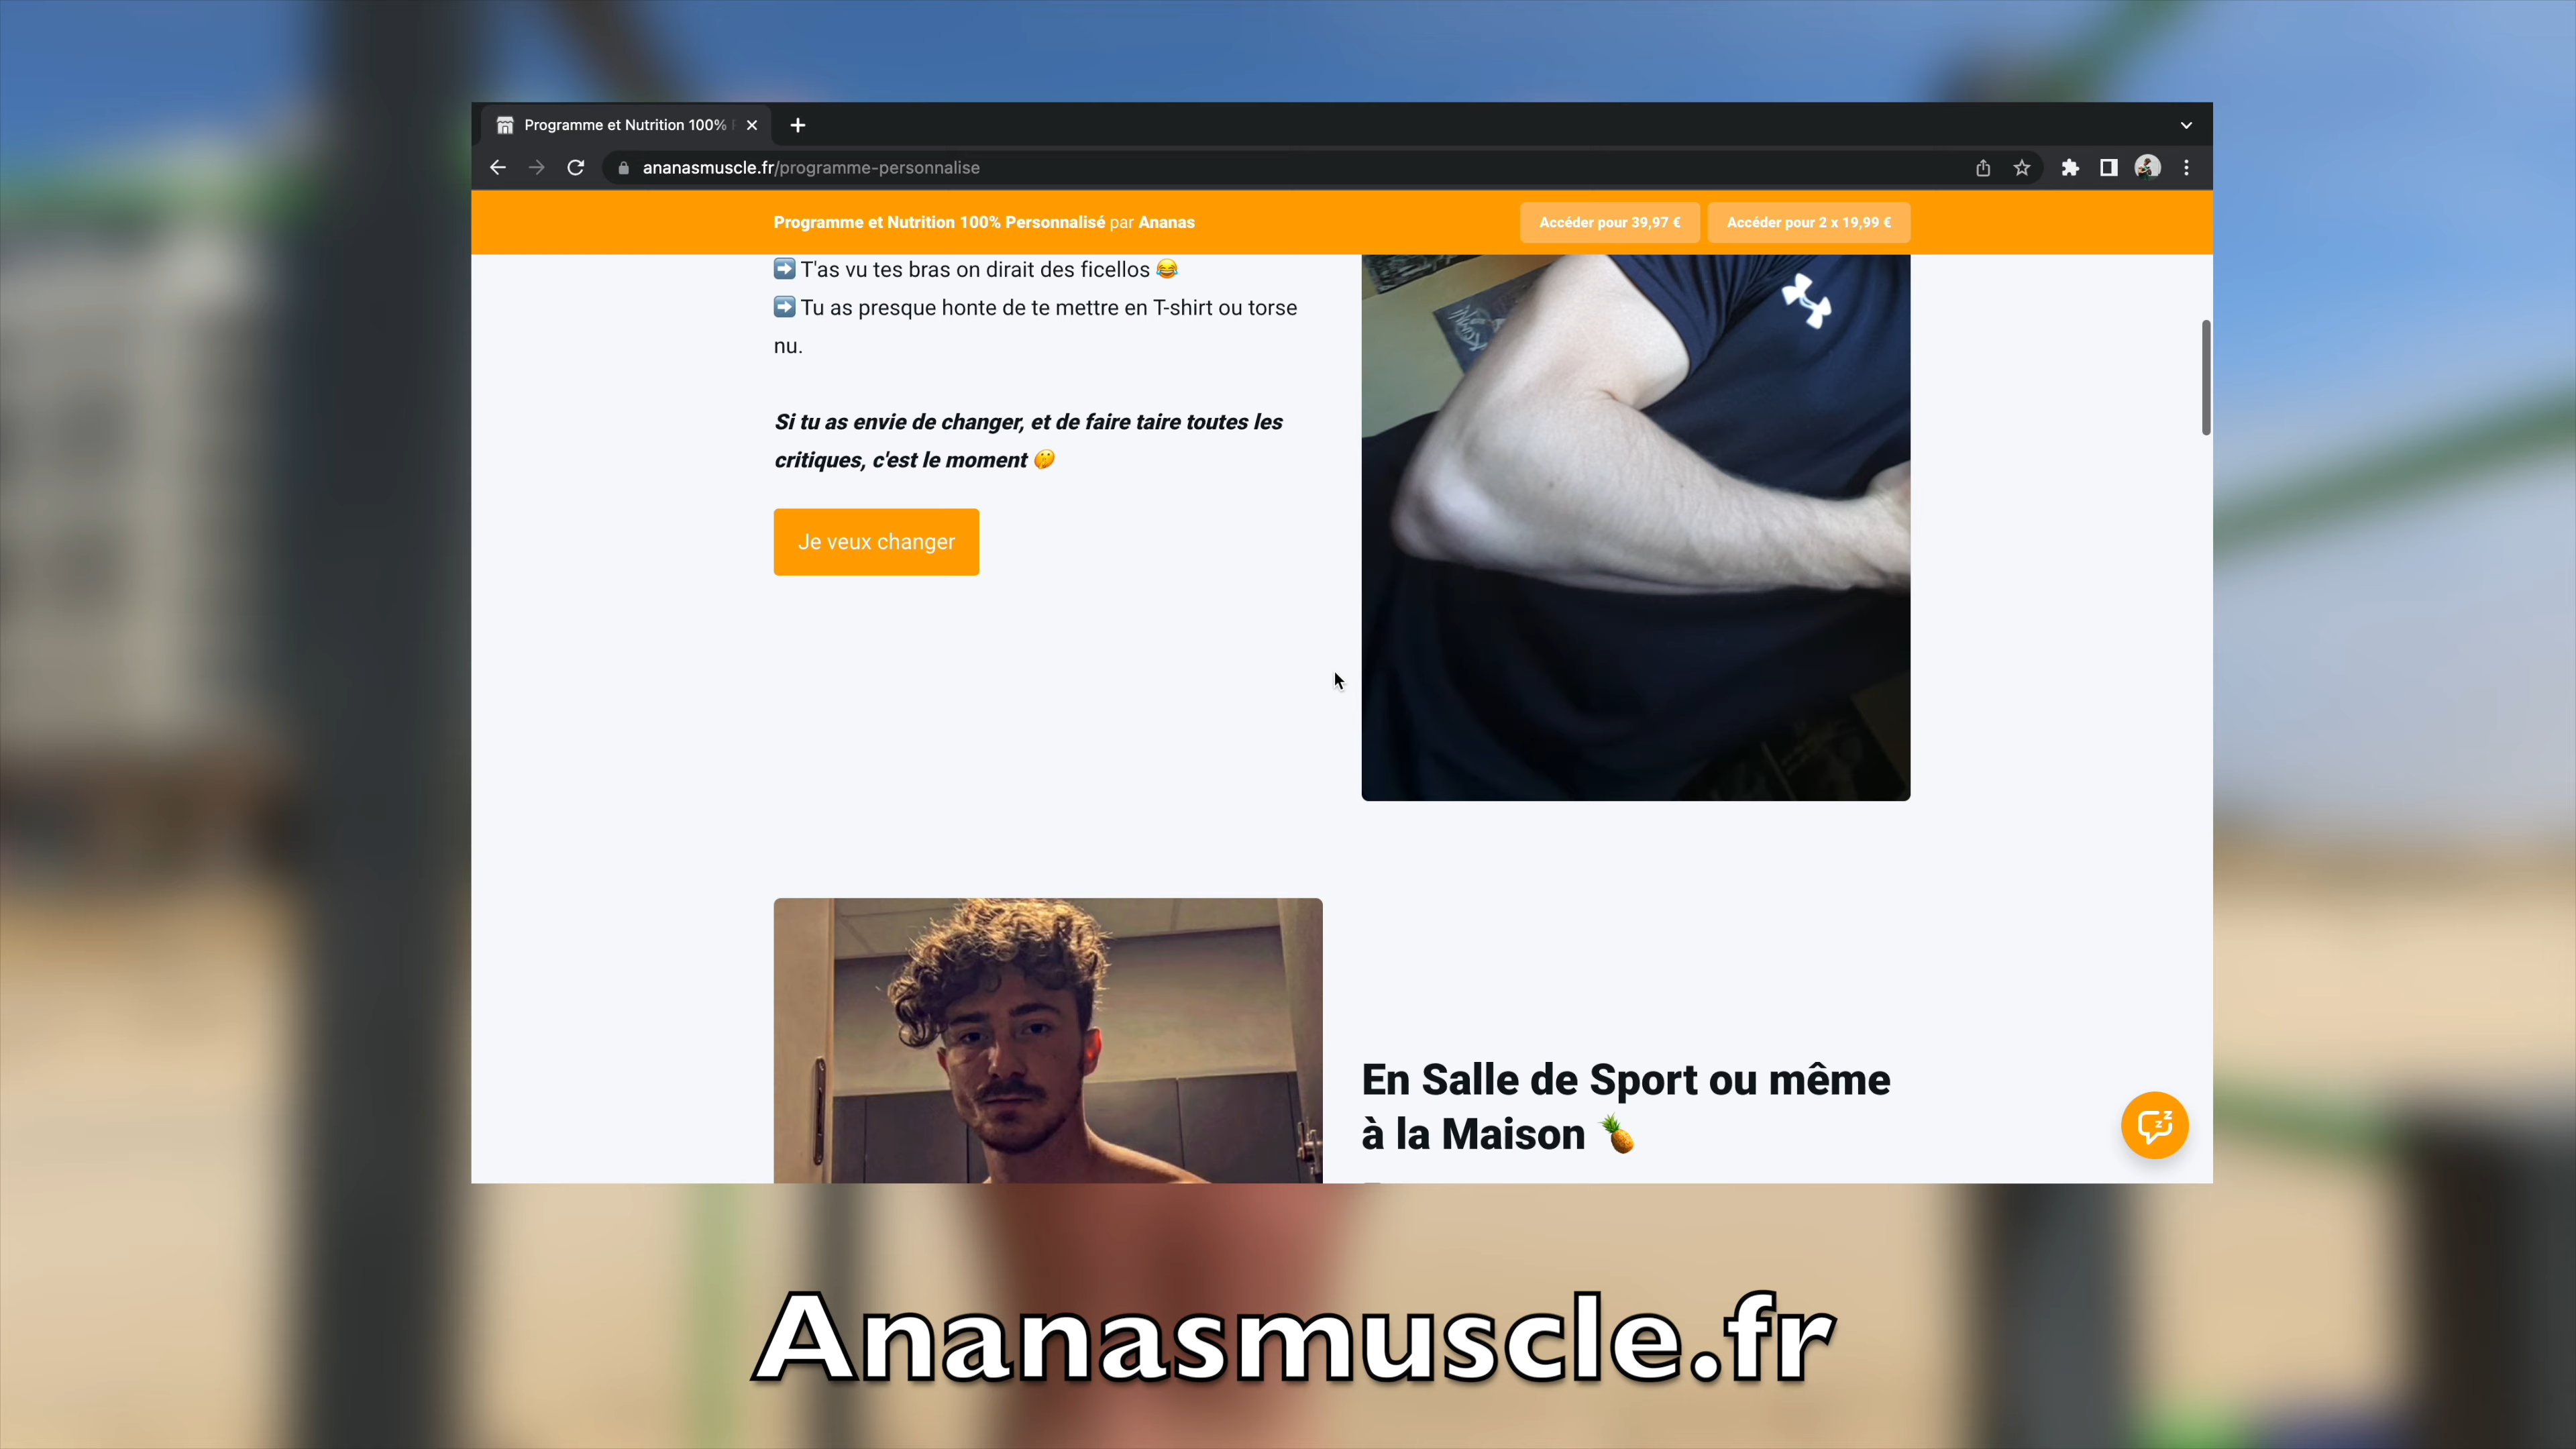 Programme et Nutrition 100%
ananasmuscle.fr/programme-personnalise
Programme et Nutrition 100% Personnalisé par Ananas
Accéder pour 39,97 €
Accéder pour 2 x 19,99 €
➡️ T'as vu tes bras on dirait des ficellos 😂
➡️ Tu as presque honte de te mettre en T-shirt ou torse
nu.
Si tu as envie de changer, et de faire taire toutes les
critiques, c'est le moment 🤫
Je veux changer
En Salle de Sport ou même
à la Maison 🍍
Ananasmuscle.fr